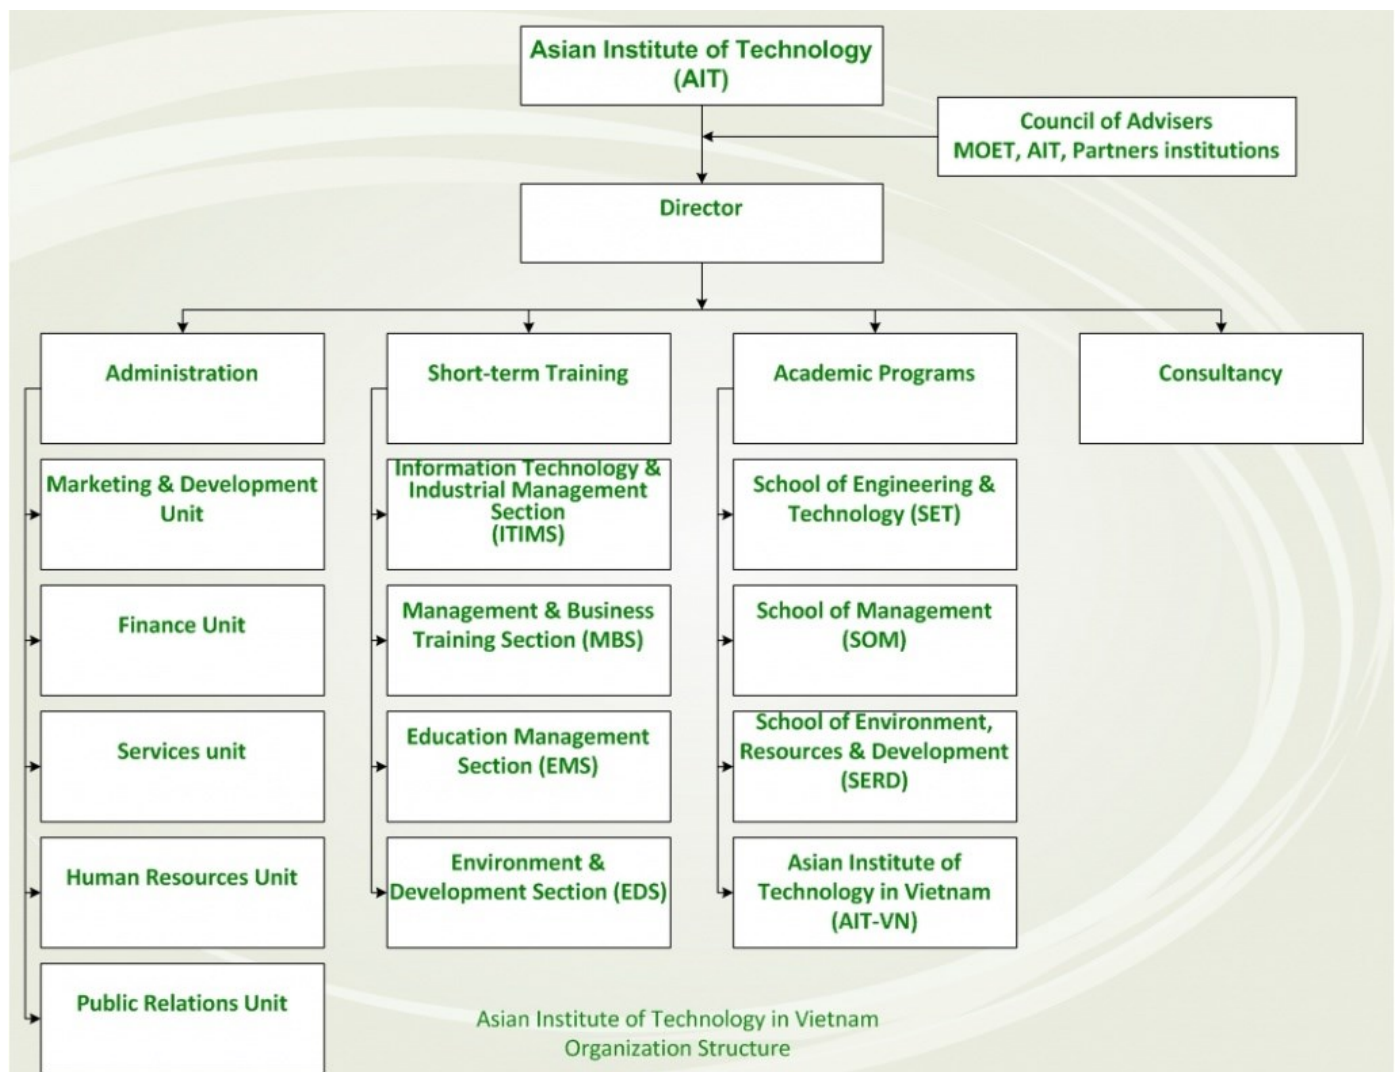 Asian Institute of Technology
(AIT)
Council of Advisers
MOET, AIT, Partners institutions
Director
Administration
Short-term Training
Academic Programs
Consultancy
Marketing & Development
Unit
Information Technology &
Industrial Management
Section
(ITIMS)
School of Engineering &
Technology (SET)
Finance Unit
Management & Business
Training Section (MBS)
School of Management
(SOM)
Services unit
Education Management
Section (EMS)
School of Environment,
Resources & Development
(SERD)
Human Resources Unit
Environment &
Development Section (EDS)
Asian Institute of
Technology in Vietnam
(AIT-VN)
Public Relations Unit
Asian Institute of Technology in Vietnam
Organization Structure